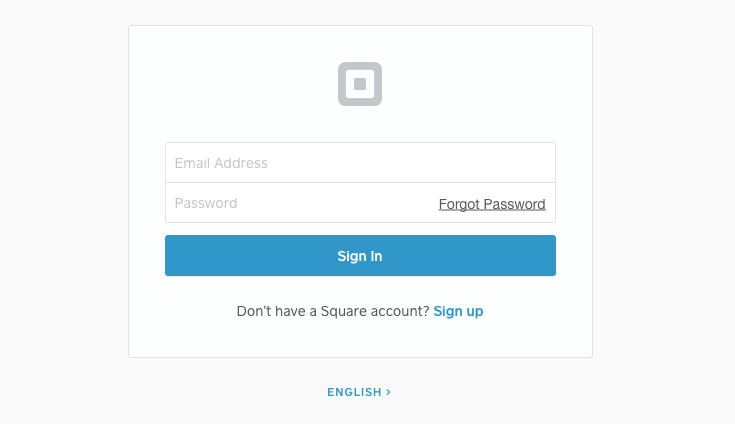 Email Address
Password Forgot Password
Sign In
Don't have a Square account? Sign up
ENGLISH ›